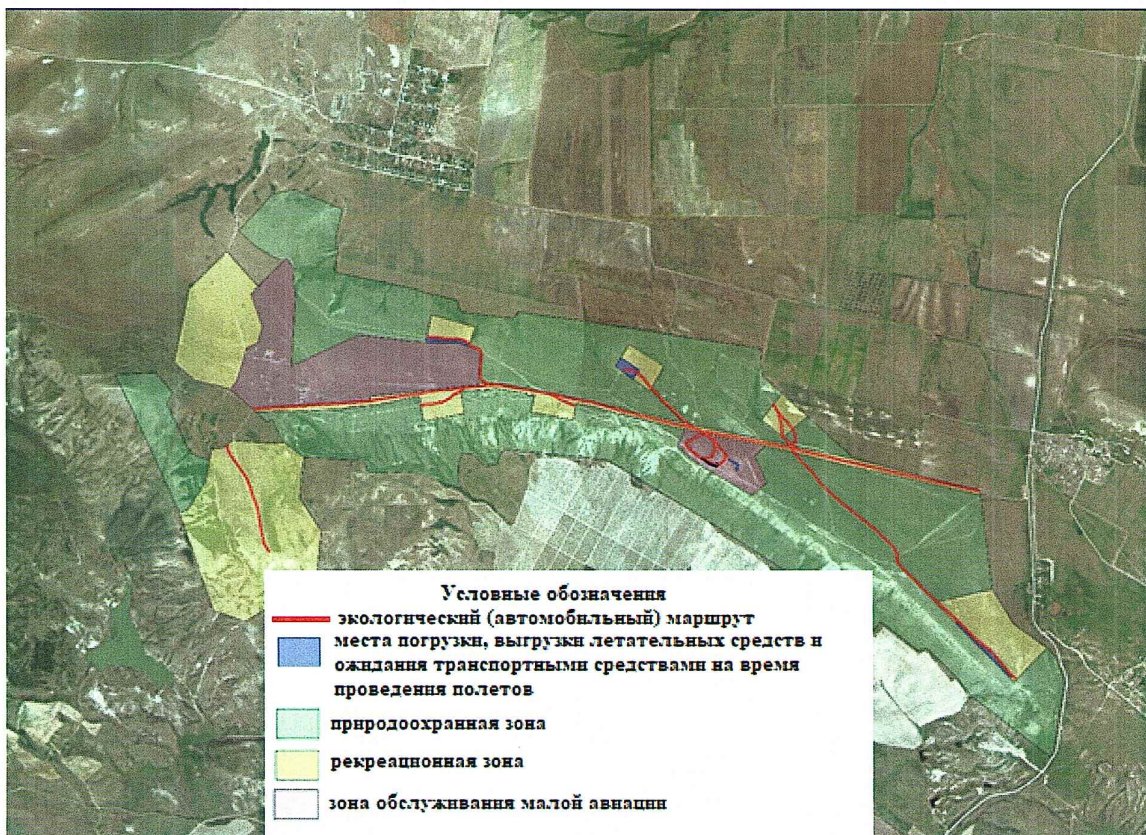 Условные обозначения
экологический (автомобильный) маршрут
места погрузки, выгрузки летательных средств и
ожидания транспортными средствами на время
проведения полетов
природоохранная зона
рекреационная зона
зона обслуживания малой авиации